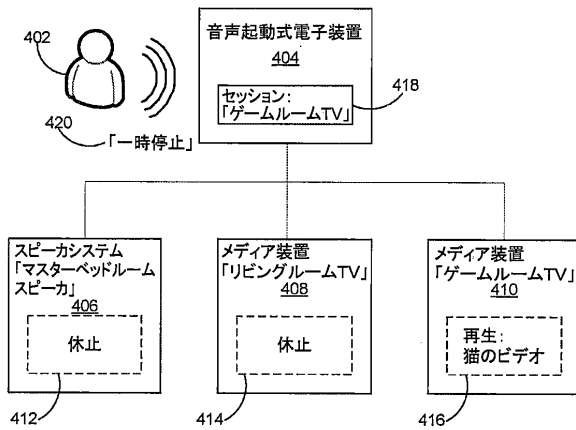 402
420
「一時停止」
音声起動式電子装置
404
セッション:
「ゲームルームTV」
418
スピーカシステム
「マスターベッドルーム
スピーカ」
406
休止
412
メディア装置
「リビングルームTV」
408
休止
414
メディア装置
「ゲームルームTV」
410
再生:
猫のビデオ
416